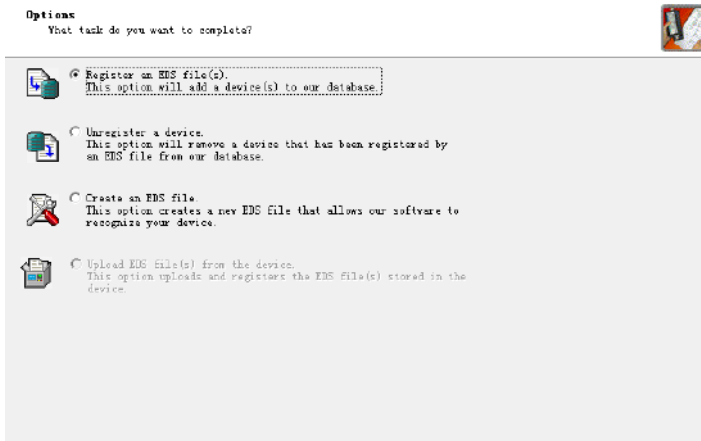 Options
What task do you want to complete?
Register an EDS file(s).
This option will add a device(s) to our database.
Unregister a device.
This option will remove a device that has been registered by
an EDS file from our database.
Create an EDS file.
This option creates a new EDS file that allows our software to
recognize your device.
Upload EDS file(s) from the device.
This option uploads and registers the EDS file(s) stored in the
device.